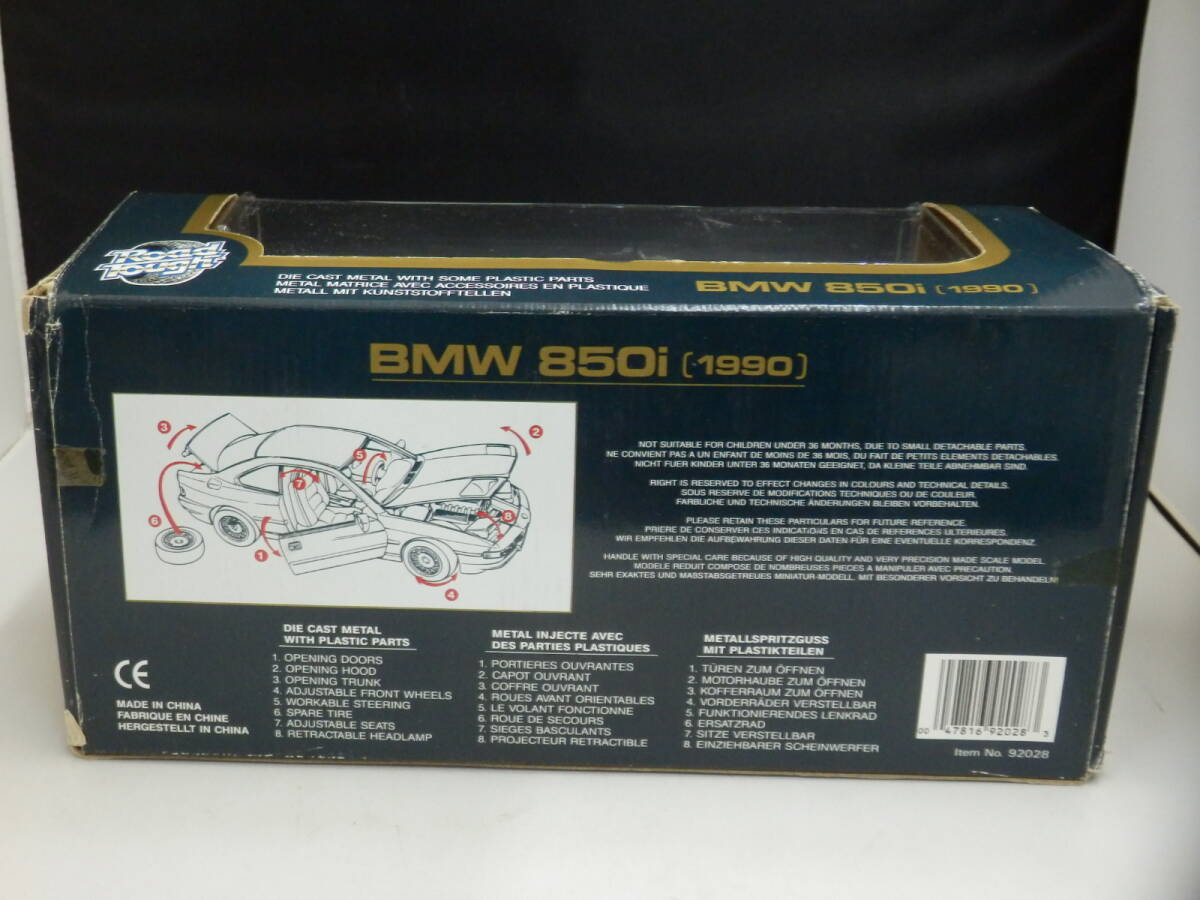 Road
Tough
DIE CAST METAL WITH SOME PLASTIC PARTS
METAL MATRICE AVEC ACCESSOIRES EN PLASTIQUE
METALL MIT KUNSTSTOFFTELLEN
BMW 850i (1990)
BMW 850i (1990)
3
2
5
7
6
8
1
4
NOT SUITABLE FOR CHILDREN UNDER 36 MONTHS, DUE TO SMALL DETACHABLE PARTS.
NE CONVIENT PAS A UN ENFANT DE MOINS DE 36 MOIS, DU FAIT DE PETITS ELEMENTS DETACHABLES.
NICHT FUER KINDER UNTER 36 MONATEN GEEIGNET, DA KLEINE TEILE ABNEHMBAR SIND.
RIGHT IS RESERVED TO EFFECT CHANGES IN COLOURS AND TECHNICAL DETAILS.
SOUS RESERVE DE MODIFICATIONS TECHNIQUES OU DE COULEUR.
FARBLICHE UND TECHNISCHE ÄNDERUNGEN BLEIBEN VORBEHALTEN.
PLEASE RETAIN THESE PARTICULARS FOR FUTURE REFERENCE.
PRIERE DE CONSERVER CES INDICATIONS EN CAS DE REFERENCES ULTERIEURES.
WIR EMPFEHLEN DIE AUFBEWAHRUNG DIESER DATEN FÜR EINE EVENTUELLE KORRESPONDENZ.
HANDLE WITH SPECIAL CARE BECAUSE OF HIGH QUALITY AND VERY PRECISION MADE SCALE MODEL.
MODELE REDUIT COMPOSE DE NOMBREUSES PIECES A MANIPULER AVEC PRECAUTION.
SEHR EXAKTES UND MABSTABSGETREUES MINIATUR-MODELL. MIT BESONDERER VORSICHT ZU BEHANDELN!
CE
MADE IN CHINA
FABRIQUE EN CHINE
HERGESTELLT IN CHINA
DIE CAST METAL
WITH PLASTIC PARTS
1. OPENING DOORS
2. OPENING HOOD
3. OPENING TRUNK
4. ADJUSTABLE FRONT WHEELS
5. WORKABLE STEERING
6. SPARE TIRE
7. ADJUSTABLE SEATS
8. RETRACTABLE HEADLAMP
METAL INJECTE AVEC
DES PARTIES PLASTIQUES
1. PORTIERES OUVRANTES
2. CAPOT OUVRANT
3. COFFRE OUVRANT
4. ROUES AVANT ORIENTABLES
5. LE VOLANT FONCTIONNE
6. ROUE DE SECOURS
7. SIEGES BASCULANTS
8. PROJECTEUR RETRACTIBLE
METALLSPRITZGUSS
MIT PLASTIKTEILEN
1. TÜREN ZUM ÖFFNEN
2. MOTORHAUBE ZUM ÖFFNEN
3. KOFFERRAUM ZUM ÖFFNEN
4. VORDERRÄDER VERSTELLBAR
5. FUNKTIONIERENDES LENKRAD
6. ERSATZRAD
7. SITZE VERSTELLBAR
8. EINZIEHBARER SCHEINWERFER
00 47816 92028 3
Item No. 92028